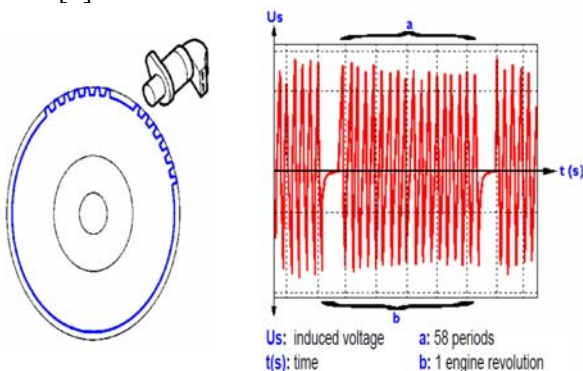 Us
a
t (s)
b
Us: induced voltage a: 58 periods
t(s): time b: 1 engine revolution